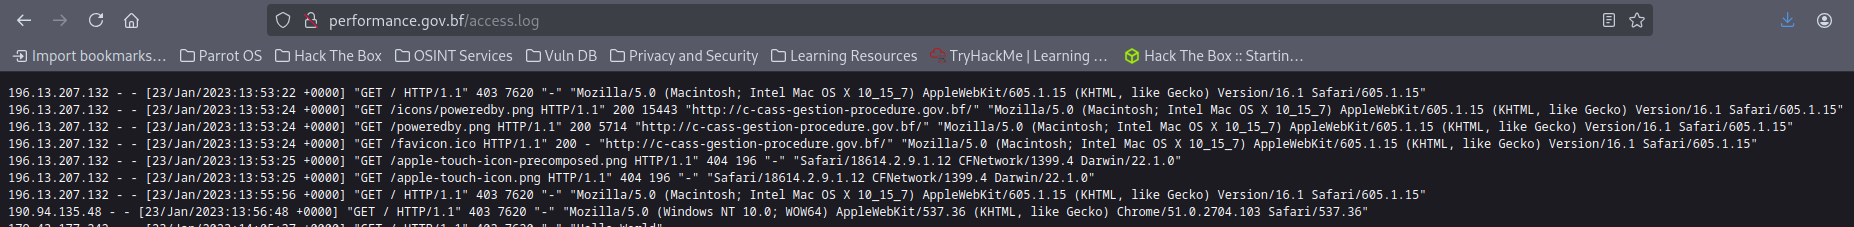 performance.gov.bf/access.log
Import bookmarks... Parrot OS Hack The Box OSINT Services Vuln DB Privacy and Security Learning Resources TryHackMe | Learning ... Hack The Box :: Startin...
196.13.207.132 - - [23/Jan/2023:13:53:22 +0000] "GET / HTTP/1.1" 403 7620 "-" "Mozilla/5.0 (Macintosh; Intel Mac OS X 10_15_7) AppleWebKit/605.1.15 (KHTML, like Gecko) Version/16.1 Safari/605.1.15"
196.13.207.132 - - [23/Jan/2023:13:53:24 +0000] "GET /icons/poweredby.png HTTP/1.1" 200 15443 "http://c-cass-gestion-procedure.gov.bf/" "Mozilla/5.0 (Macintosh; Intel Mac OS X 10_15_7) AppleWebKit/605.1.15 (KHTML, like Gecko) Version/16.1 Safari/605.1.15"
196.13.207.132 - - [23/Jan/2023:13:53:24 +0000] "GET /poweredby.png HTTP/1.1" 200 5714 "http://c-cass-gestion-procedure.gov.bf/" "Mozilla/5.0 (Macintosh; Intel Mac OS X 10_15_7) AppleWebKit/605.1.15 (KHTML, like Gecko) Version/16.1 Safari/605.1.15"
196.13.207.132 - - [23/Jan/2023:13:53:24 +0000] "GET /favicon.ico HTTP/1.1" 200 - "http://c-cass-gestion-procedure.gov.bf/" "Mozilla/5.0 (Macintosh; Intel Mac OS X 10_15_7) AppleWebKit/605.1.15 (KHTML, like Gecko) Version/16.1 Safari/605.1.15"
196.13.207.132 - - [23/Jan/2023:13:53:25 +0000] "GET /apple-touch-icon-precomposed.png HTTP/1.1" 404 196 "-" "Safari/18614.2.9.1.12 CFNetwork/1399.4 Darwin/22.1.0"
196.13.207.132 - - [23/Jan/2023:13:53:25 +0000] "GET /apple-touch-icon.png HTTP/1.1" 404 196 "-" "Safari/18614.2.9.1.12 CFNetwork/1399.4 Darwin/22.1.0"
196.13.207.132 - - [23/Jan/2023:13:55:56 +0000] "GET / HTTP/1.1" 403 7620 "-" "Mozilla/5.0 (Macintosh; Intel Mac OS X 10_15_7) AppleWebKit/605.1.15 (KHTML, like Gecko) Version/16.1 Safari/605.1.15"
190.94.135.48 - - [23/Jan/2023:13:56:48 +0000] "GET / HTTP/1.1" 403 7620 "-" "Mozilla/5.0 (Windows NT 10.0; WOW64) AppleWebKit/537.36 (KHTML, like Gecko) Chrome/51.0.2704.103 Safari/537.36"